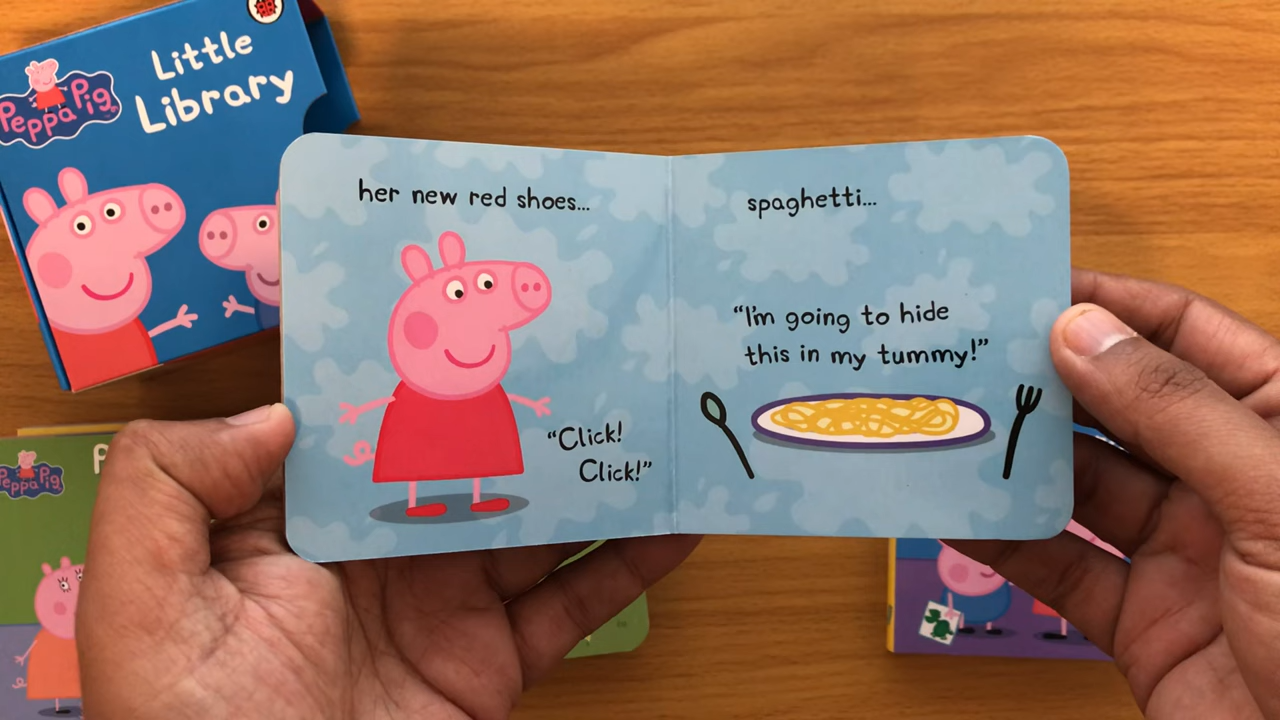 Little
Library
Peppa Pig
her new red shoes...
"Click!
Click!"
spaghetti...
"I'm going to hide
this in my tummy!"
Peppa Pig